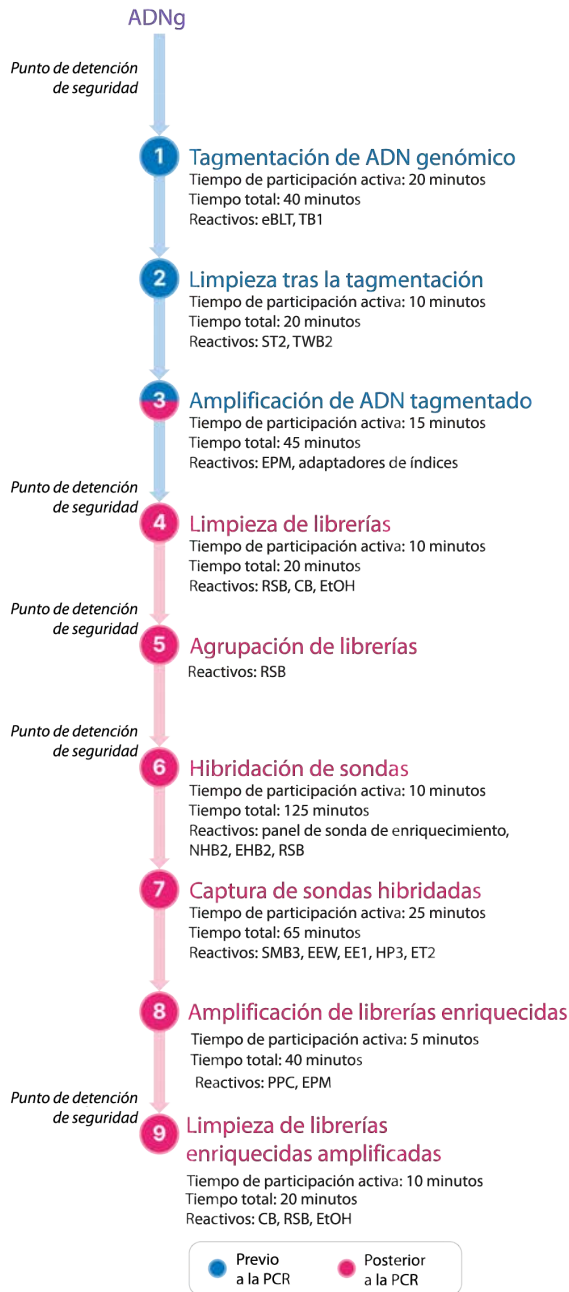 ADNg
Punto de detención
de seguridad
1
Tagmentación de ADN genómico
Tiempo de participación activa: 20 minutos
Tiempo total: 40 minutos
Reactivos: eBLT, TB1
2
Limpieza tras la tagmentación
Tiempo de participación activa: 10 minutos
Tiempo total: 20 minutos
Reactivos: ST2, TWB2
3
Amplificación de ADN tagmentado
Tiempo de participación activa: 15 minutos
Tiempo total: 45 minutos
Reactivos: EPM, adaptadores de índices
Punto de detención
de seguridad
4
Limpieza de librerías
Tiempo de participación activa: 10 minutos
Tiempo total: 20 minutos
Reactivos: RSB, CB, EtOH
Punto de detención
de seguridad
5
Agrupación de librerías
Reactivos: RSB
Punto de detención
de seguridad
6
Hibridación de sondas
Tiempo de participación activa: 10 minutos
Tiempo total: 125 minutos
Reactivos: panel de sonda de enriquecimiento,
NHB2, EHB2, RSB
7
Captura de sondas hibridadas
Tiempo de participación activa: 25 minutos
Tiempo total: 65 minutos
Reactivos: SMB3, EEW, EE1, HP3, ET2
8
Amplificación de librerías enriquecidas
Tiempo de participación activa: 5 minutos
Tiempo total: 40 minutos
Reactivos: PPC, EPM
Punto de detención
de seguridad
9
Limpieza de librerías
enriquecidas amplificadas
Tiempo de participación activa: 10 minutos
Tiempo total: 20 minutos
Reactivos: CB, RSB, EtOH
Previo
a la PCR
Posterior
a la PCR